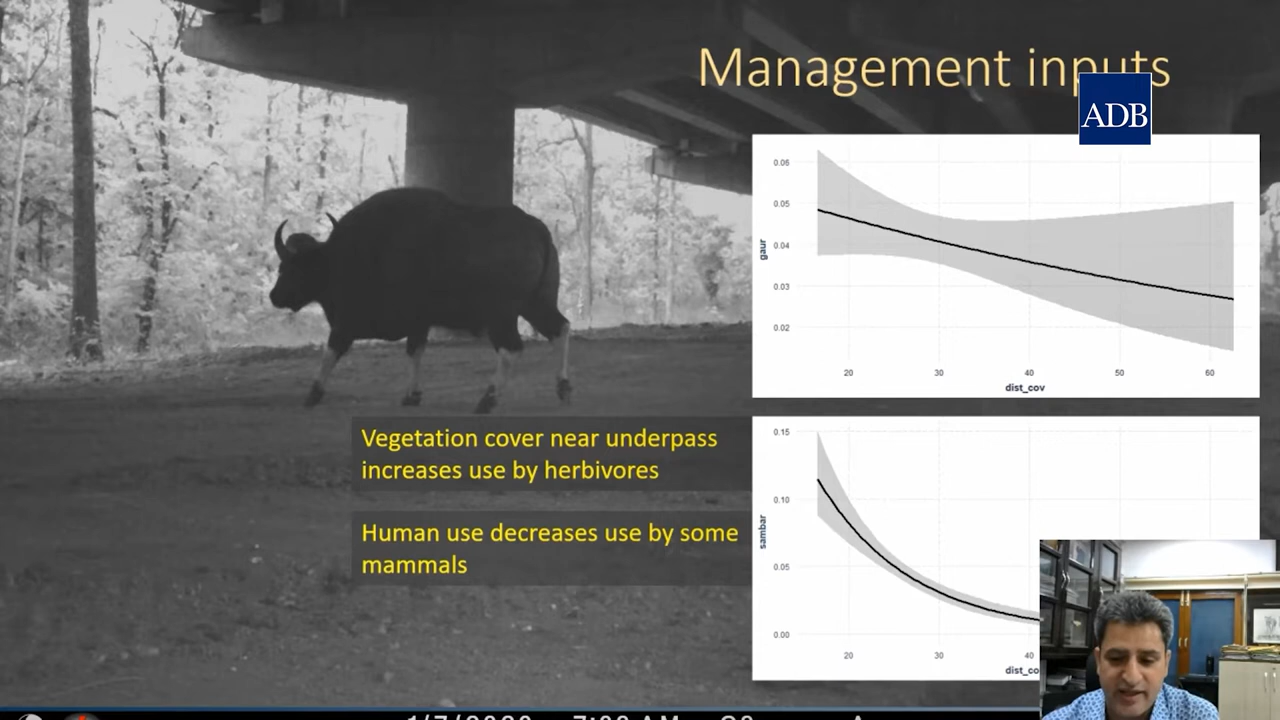 Management inputs
ADB
0.06
0.05
0.04
0.03
0.02
gaur
20 30 40 50 60
dist_cov
Vegetation cover near underpass
increases use by herbivores
Human use decreases use by some
mammals
0.15
0.10
0.05
0.00
sambar
20 30 40
dist_co